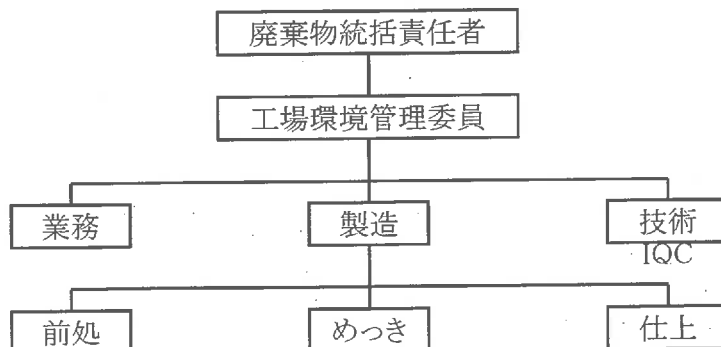 廃棄物統括責任者
工場環境管理委員
業務
製造
技術
IQC
前処
めっき
仕上